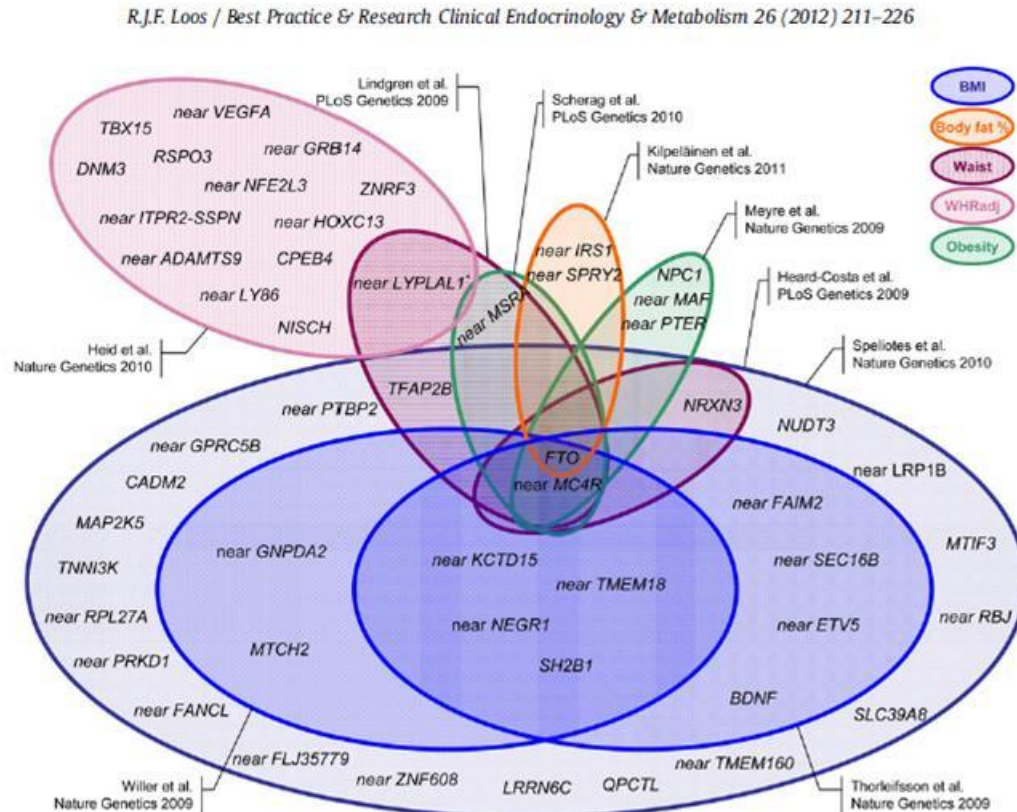 R.J.F. Loos / Best Practice & Research Clinical Endocrinology & Metabolism 26 (2012) 211–226
Lindgren et al.
PLoS Genetics 2009
Scherag et al.
PLoS Genetics 2010
Kilpeläinen et al.
Nature Genetics 2011
Meyre et al.
Nature Genetics 2009
Heard-Costa et al.
PLoS Genetics 2009
Speliotes et al.
Nature Genetics 2010
BMI
Body fat %
Waist
WHRadj
Obesity
near VEGFA
TBX15
RSPO3
near GRB14
DNM3
near NFE2L3
ZNRF3
near ITPR2-SSPN
near HOXC13
near ADAMTS9
CPEB4
near LY86
NISCH
near LYPLAL1*
near MSRA
near IRS1
near SPRY2
NPC1
near MAF
near PTER
Heid et al.
Nature Genetics 2010
TFAP2B
NRXN3
near PTBP2
NUDT3
near GPRC5B
near LRP1B
CADM2
FTO
near MC4R
near FAIM2
MAP2K5
MTIF3
near GNPDA2
near KCTD15
near SEC16B
TNNI3K
near TMEM18
near RPL27A
near NEGR1
near ETV5
near RBJ
MTCH2
SH2B1
near PRKD1
BDNF
near FANCL
SLC39A8
near FLJ35779
near TMEM160
near ZNF608
LRRN6C
QPCTL
Willer et al.
Nature Genetics 2009
Thorleifsson et al.
Nature Genetics 2009